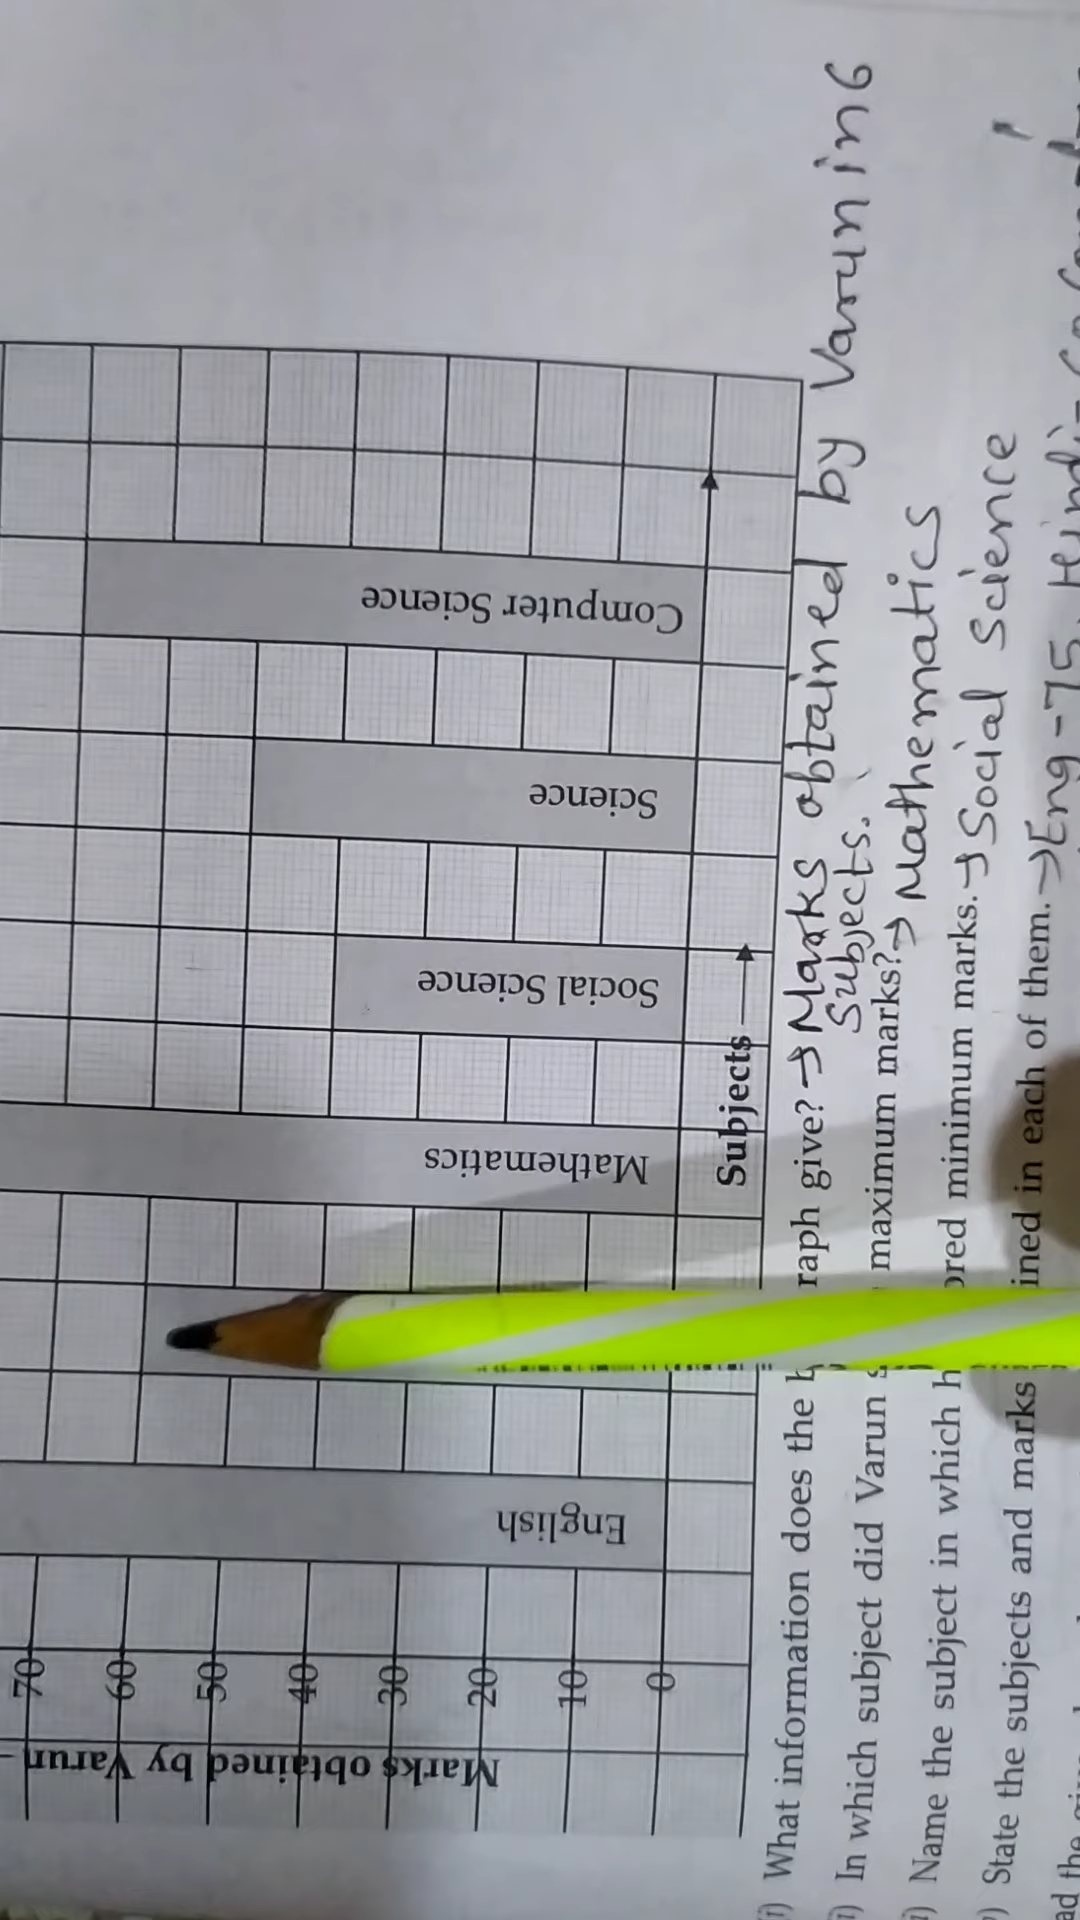 70
60
50
40
30
20
10
0
Marks obtained by Varun
English
Mathematics
Social Science
Science
Computer Science
Subjects
i) What information does the b raph give? → Marks obtained by Varun in 6
Subjects.
i) In which subject did Varun s maximum marks? → Mathematics
i) Name the subject in which h ored minimum marks. → Social Science
) State the subjects and marks ined in each of them. → Eng - 75, Hindi -
ad the